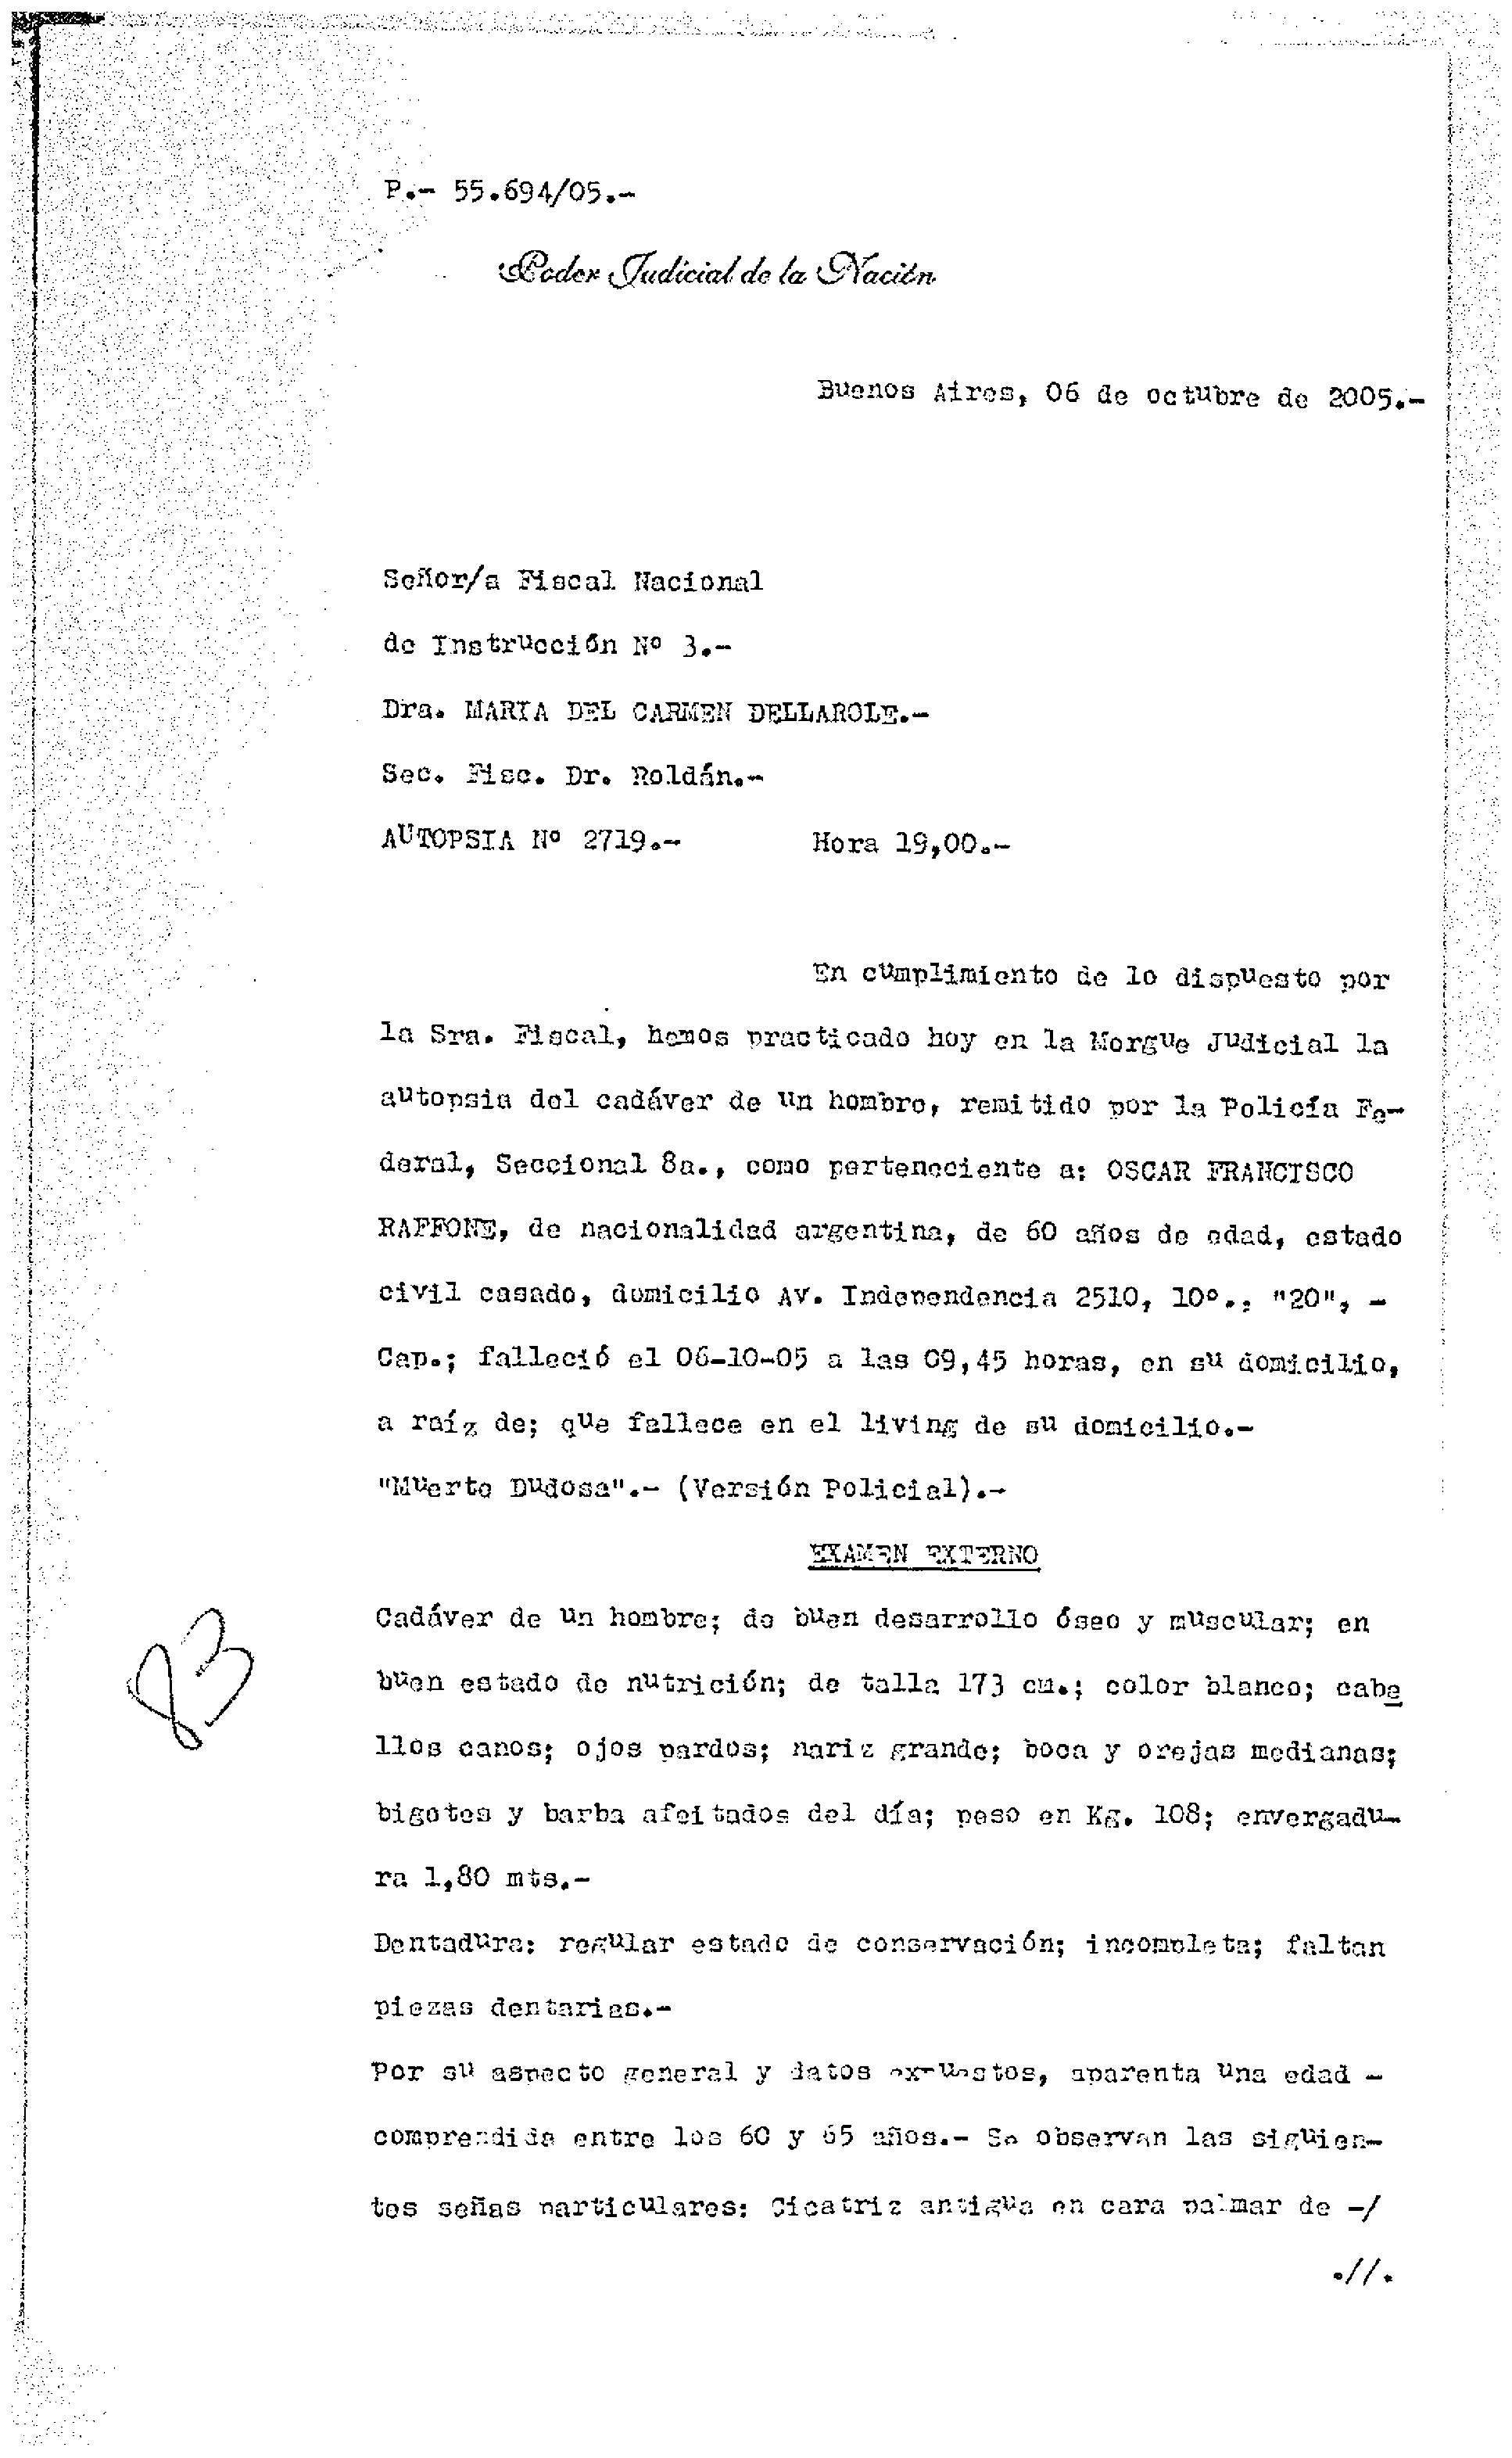 P.- 55.694/05.-
Poder Judicial de la Nación
Buenos Aires, 06 de octubre de 2005.-
Señor/a Fiscal Nacional
de Instrucción Nº 3.-
Dra. MARIA DEL CARMEN DELLAROLE.-
Sec. Fisc. Dr. Roldán.-
AUTOPSIA Nº 2719.- Hora 19,00.-
En cumplimiento de lo dispuesto por
la Sra. Fiscal, hemos practicado hoy en la Morgue Judicial la
autopsia del cadáver de un hombre, remitido por la Policía Fe-
deral, Seccional 8a., como perteneciente a: OSCAR FRANCISCO
RAFFONE, de nacionalidad argentina, de 60 años de edad, estado
civil casado, domicilio Av. Independencia 2510, 10º., "20", -
Cap.; falleció el 06-10-05 a las 09,45 horas, en su domicilio,
a raíz de; que fallece en el living de su domicilio.-
"Muerte Dudosa".- (Versión Policial).-
EXAMEN EXTERNO
Cadáver de un hombre; de buen desarrollo óseo y muscular; en
buen estado de nutrición; de talla 173 cm.; color blanco; cabe
llos canos; ojos pardos; nariz grande; boca y orejas medianas;
bigotes y barba afeitados del día; peso en Kg. 108; envergadu-
ra 1,80 mts.-
Dentadura: regular estado de conservación; incompleta; faltan
piezas dentarias.-
Por su aspecto general y datos expuestos, aparenta una edad -
comprendida entre los 60 y 65 años.- Se observan las siguien-
tes señas particulares: Cicatriz antigua en cara palmar de -/
.//.
83